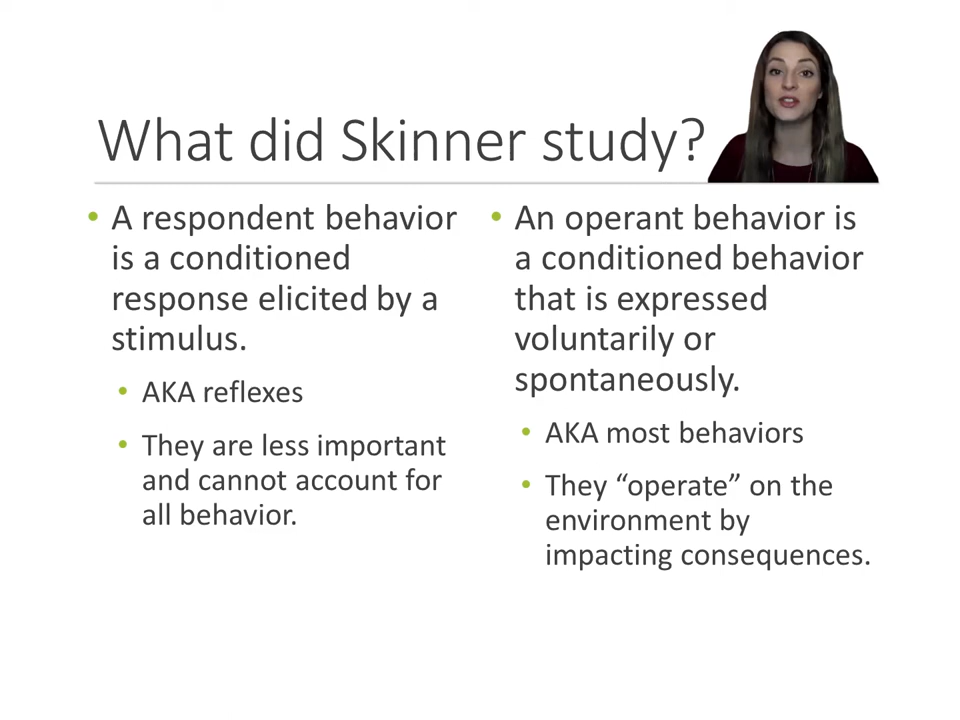 What did Skinner study?
• A respondent behavior
is a conditioned
response elicited by a
stimulus.
• AKA reflexes
• They are less important
and cannot account for
all behavior.
• An operant behavior is
a conditioned behavior
that is expressed
voluntarily or
spontaneously.
• AKA most behaviors
• They “operate” on the
environment by
impacting consequences.